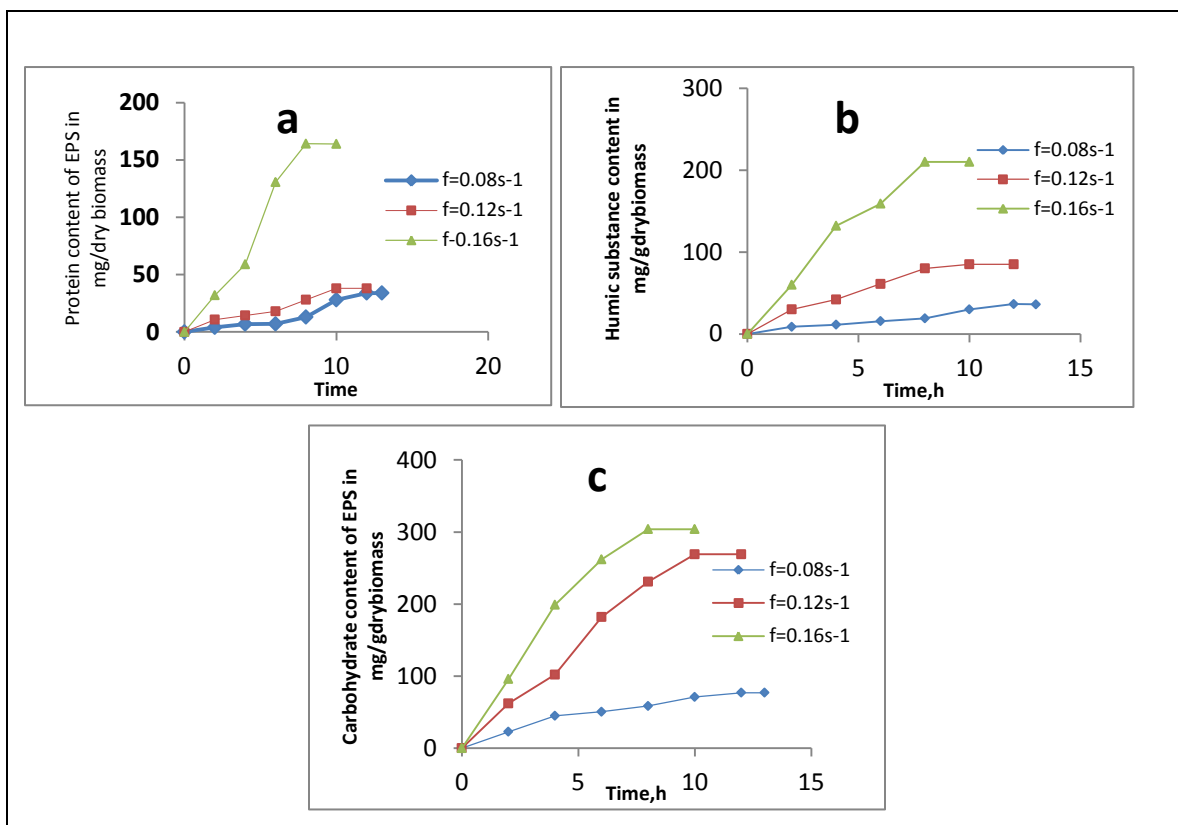 a
Protein content of EPS in
mg/dry biomass
200
150
100
50
0
0
10
20
Time
f=0.08s-1
f=0.12s-1
f-0.16s-1
b
Humic substance content in
mg/gdrybiomass
300
200
100
0
0
5
10
15
Time,h
f=0.08s-1
f=0.12s-1
f=0.16s-1
c
Carbohydrate content of EPS in
mg/gdrybiomass
400
300
200
100
0
0
5
10
15
Time,h
f=0.08s-1
f=0.12s-1
f=0.16s-1